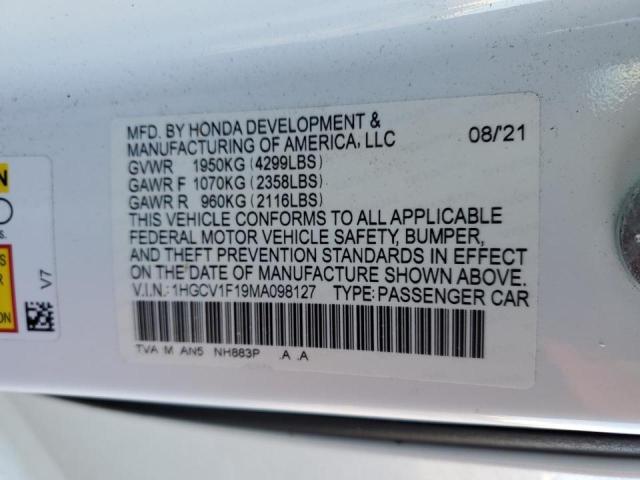 MFD. BY HONDA DEVELOPMENT & 08/'21
MANUFACTURING OF AMERICA, LLC
GVWR 1950KG (4299LBS)
GAWR F 1070KG (2358LBS)
GAWR R 960KG (2116LBS)
THIS VEHICLE CONFORMS TO ALL APPLICABLE
FEDERAL MOTOR VEHICLE SAFETY, BUMPER,
AND THEFT PREVENTION STANDARDS IN EFFECT
ON THE DATE OF MANUFACTURE SHOWN ABOVE.
V.I.N.: 1HGCV1F19MA098127 TYPE: PASSENGER CAR
TVA M AN5 NH883P .A .A
V7